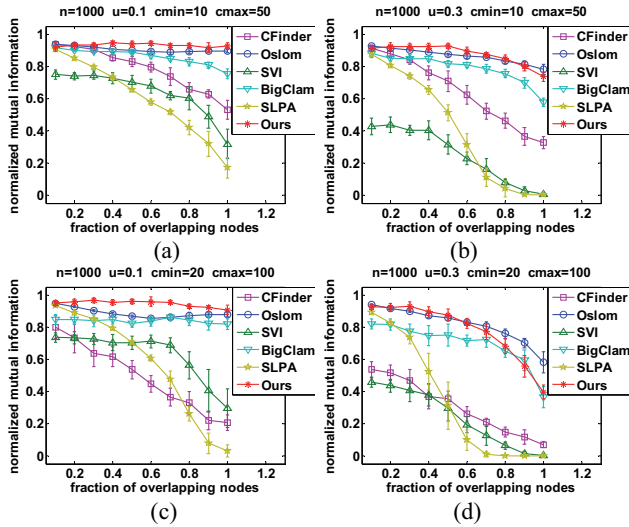 n=1000 u=0.1 cmin=10 cmax=50
normalized mutual information
1
0.8
0.6
0.4
0.2
0
0.2 0.4 0.6 0.8 1 1.2
fraction of overlapping nodes
CFinder
Oslom
SVI
BigClam
SLPA
Ours
(a)
n=1000 u=0.3 cmin=10 cmax=50
normalized mutual information
1
0.8
0.6
0.4
0.2
0
0.2 0.4 0.6 0.8 1 1.2
fraction of overlapping nodes
CFinder
Oslom
SVI
BigClam
SLPA
Ours
(b)
n=1000 u=0.1 cmin=20 cmax=100
normalized mutual information
1
0.8
0.6
0.4
0.2
0
0.2 0.4 0.6 0.8 1 1.2
fraction of overlapping nodes
CFinder
Oslom
SVI
BigClam
SLPA
Ours
(c)
n=1000 u=0.3 cmin=20 cmax=100
normalized mutual information
1
0.8
0.6
0.4
0.2
0
0.2 0.4 0.6 0.8 1 1.2
fraction of overlapping nodes
CFinder
Oslom
SVI
BigClam
SLPA
Ours
(d)